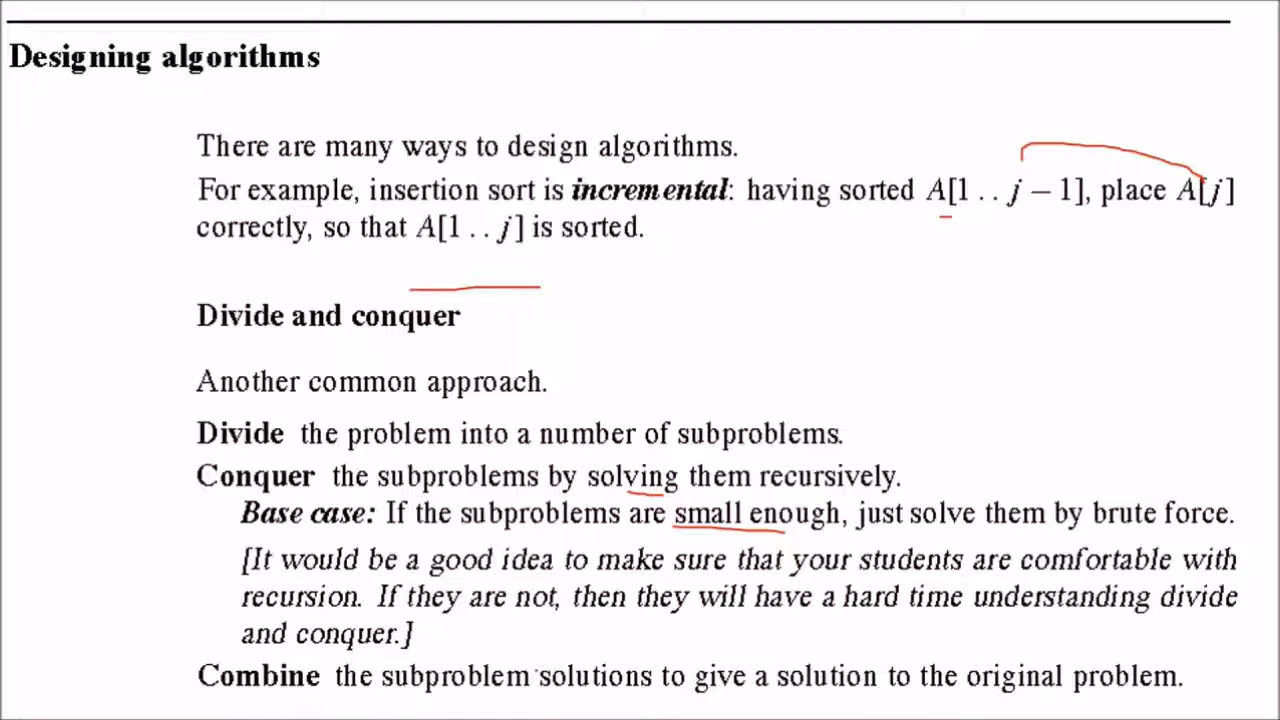 Designing algorithms
There are many ways to design algorithms.
For example, insertion sort is incremental: having sorted A[1 . . j − 1], place A[j]
correctly, so that A[1 . . j] is sorted.
Divide and conquer
Another common approach.
Divide the problem into a number of subproblems.
Conquer the subproblems by solving them recursively.
Base case: If the subproblems are small enough, just solve them by brute force.
[It would be a good idea to make sure that your students are comfortable with
recursion. If they are not, then they will have a hard time understanding divide
and conquer.]
Combine the subproblem solutions to give a solution to the original problem.